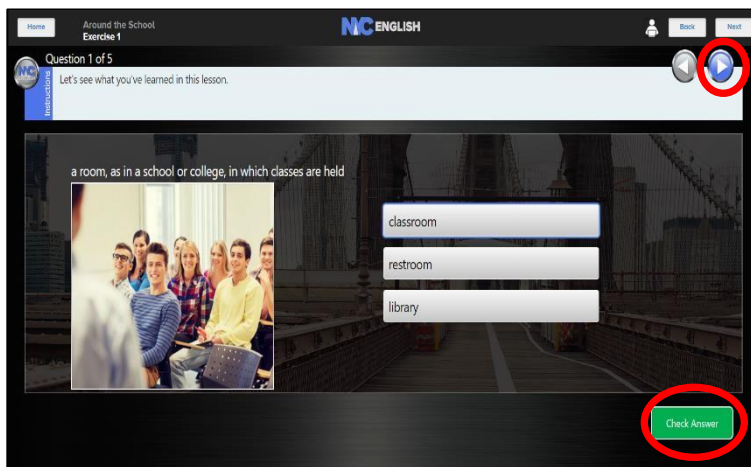 Home
Around the School
Exercise 1
NYC ENGLISH
Back
Next
Question 1 of 5
Instructions
Let's see what you've learned in this lesson.
a room, as in a school or college, in which classes are held
classroom
restroom
library
Check Answer